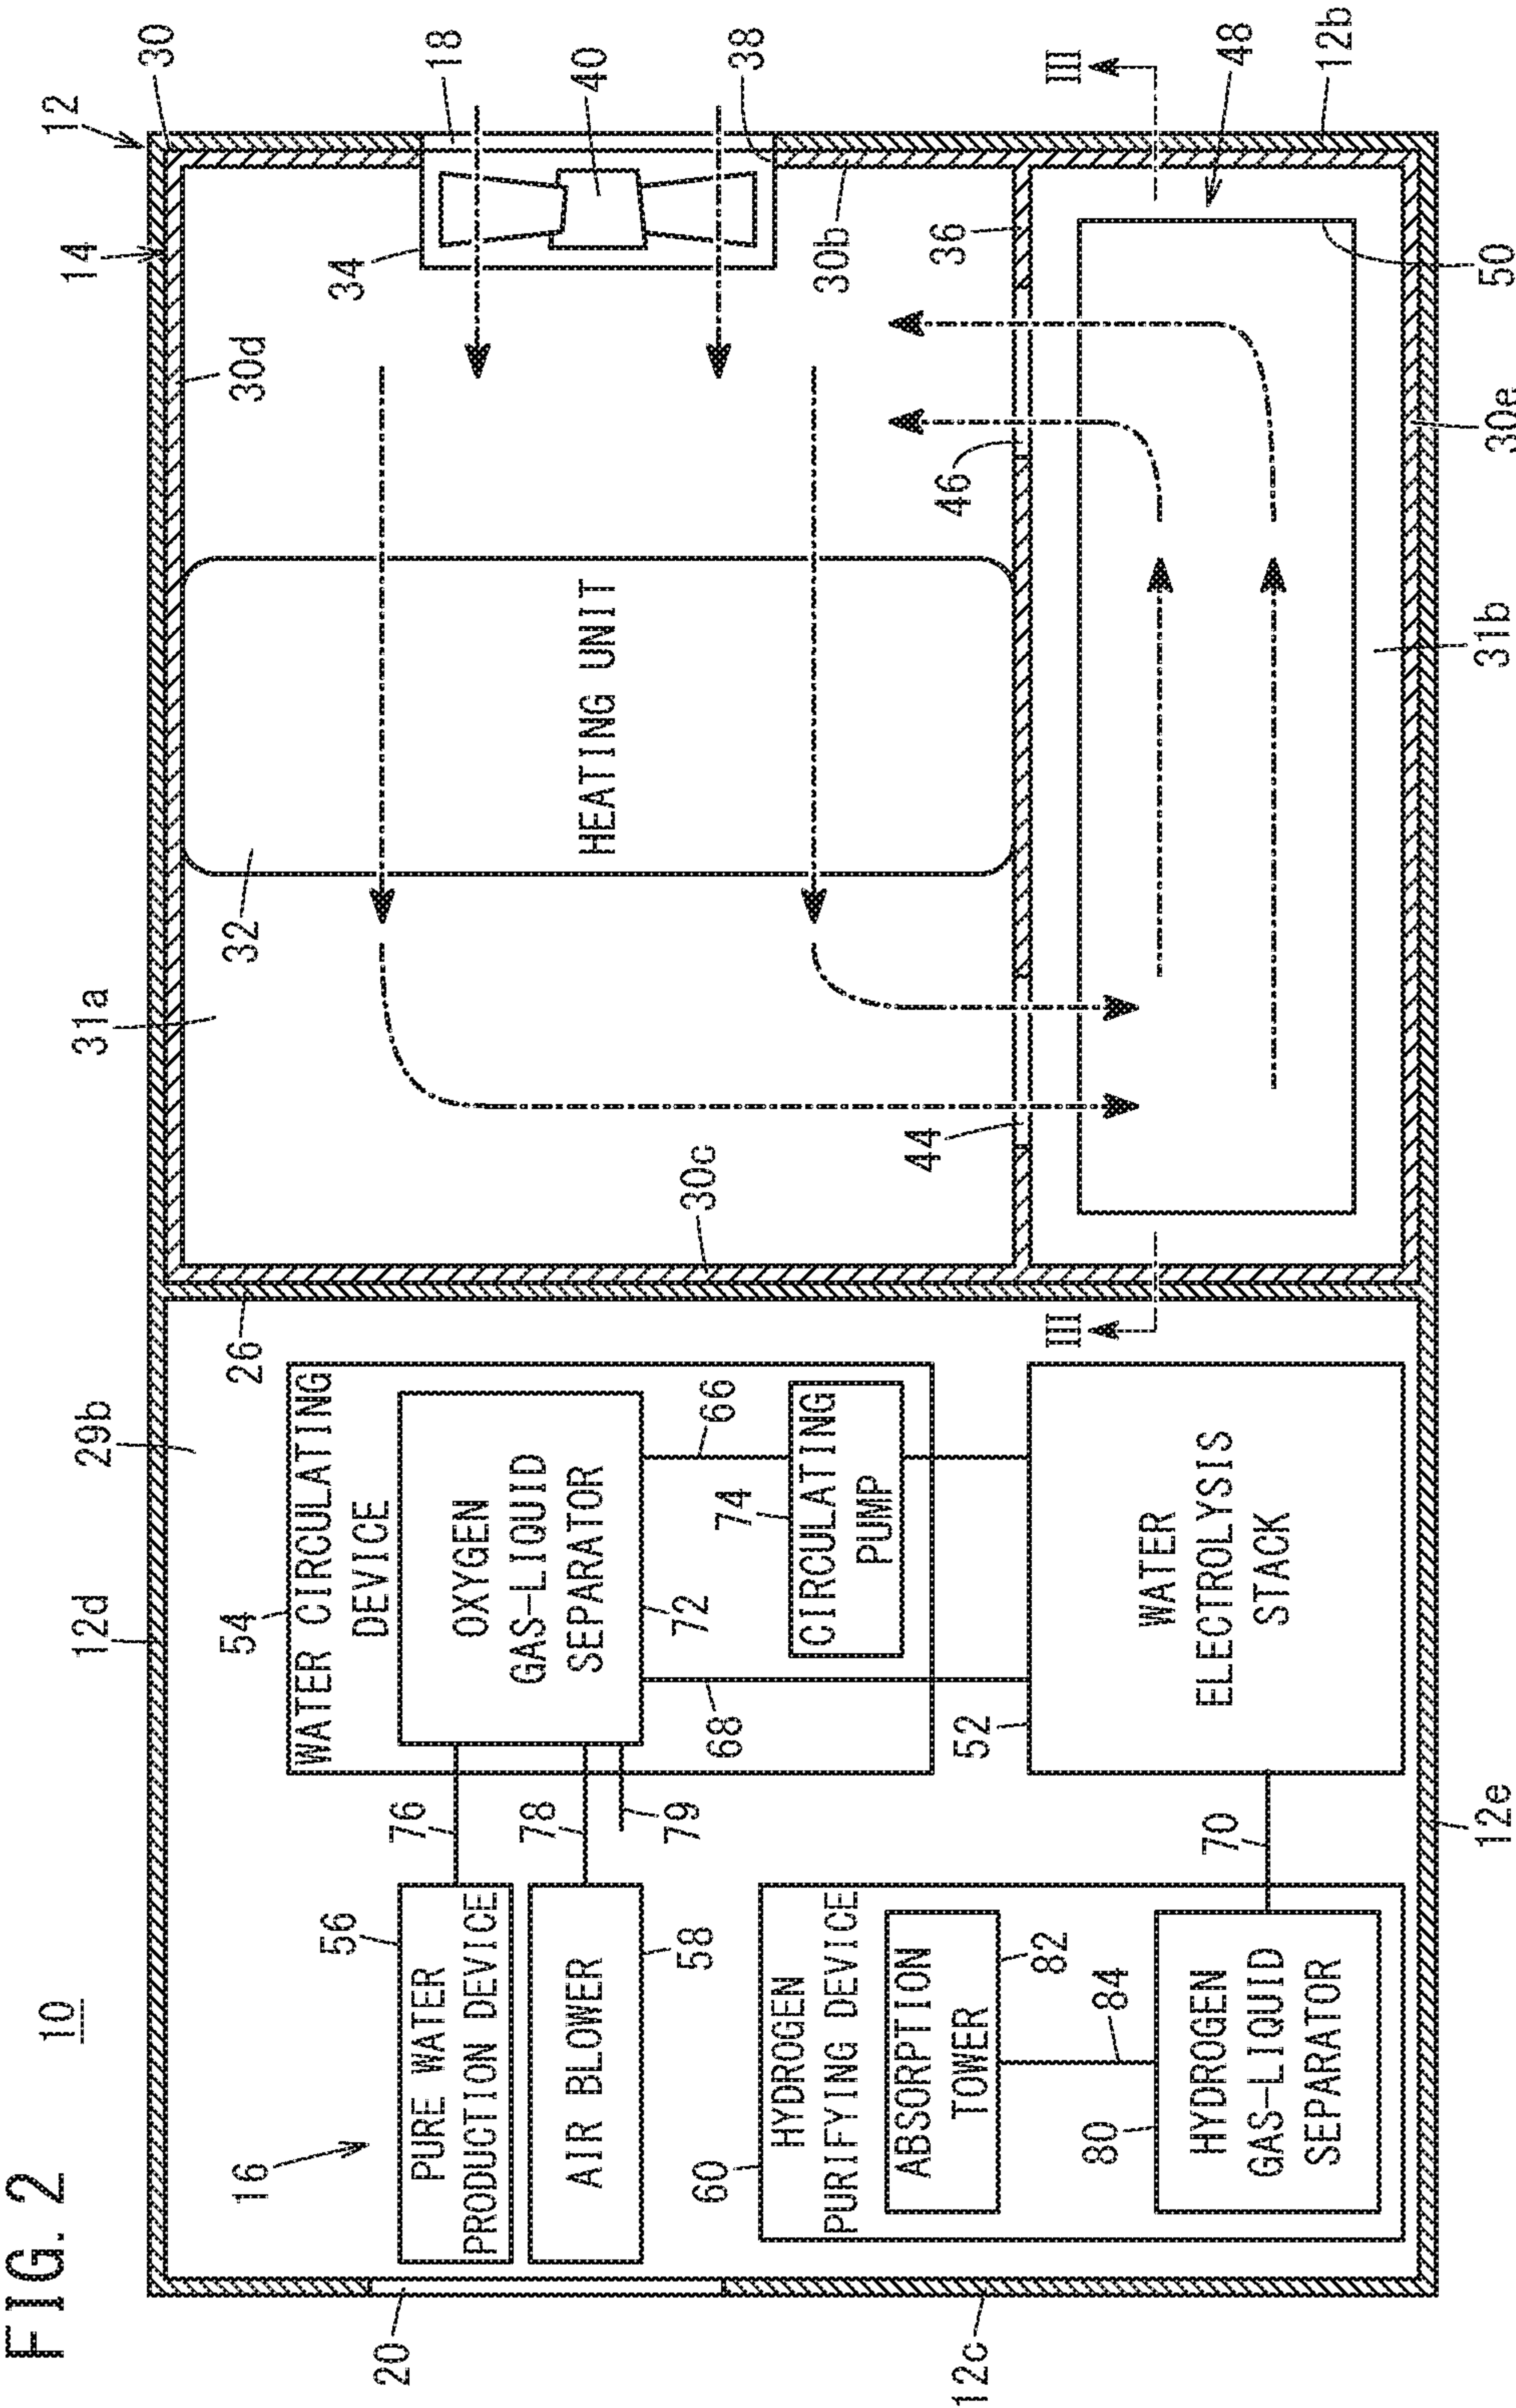 FIG. 2
10
16
56
PURE WATER
PRODUCTION DEVICE
AIR BLOWER
58
76
78
79
54
WATER CIRCULATING
DEVICE
OXYGEN
GAS-LIQUID
SEPARATOR
72
66
68
74
CIRCULATING
PUMP
52
WATER
ELECTROLYSIS
STACK
60
HYDROGEN
PURIFYING DEVICE
ABSORPTION
TOWER
82
84
80
HYDROGEN
GAS-LIQUID
SEPARATOR
70
20
12c
12d
12e
29b
26
30c
31a
32
HEATING UNIT
30d
14
12
30
18
40
38
34
30b
36
46
44
III
III
48
12b
50
30e
31b